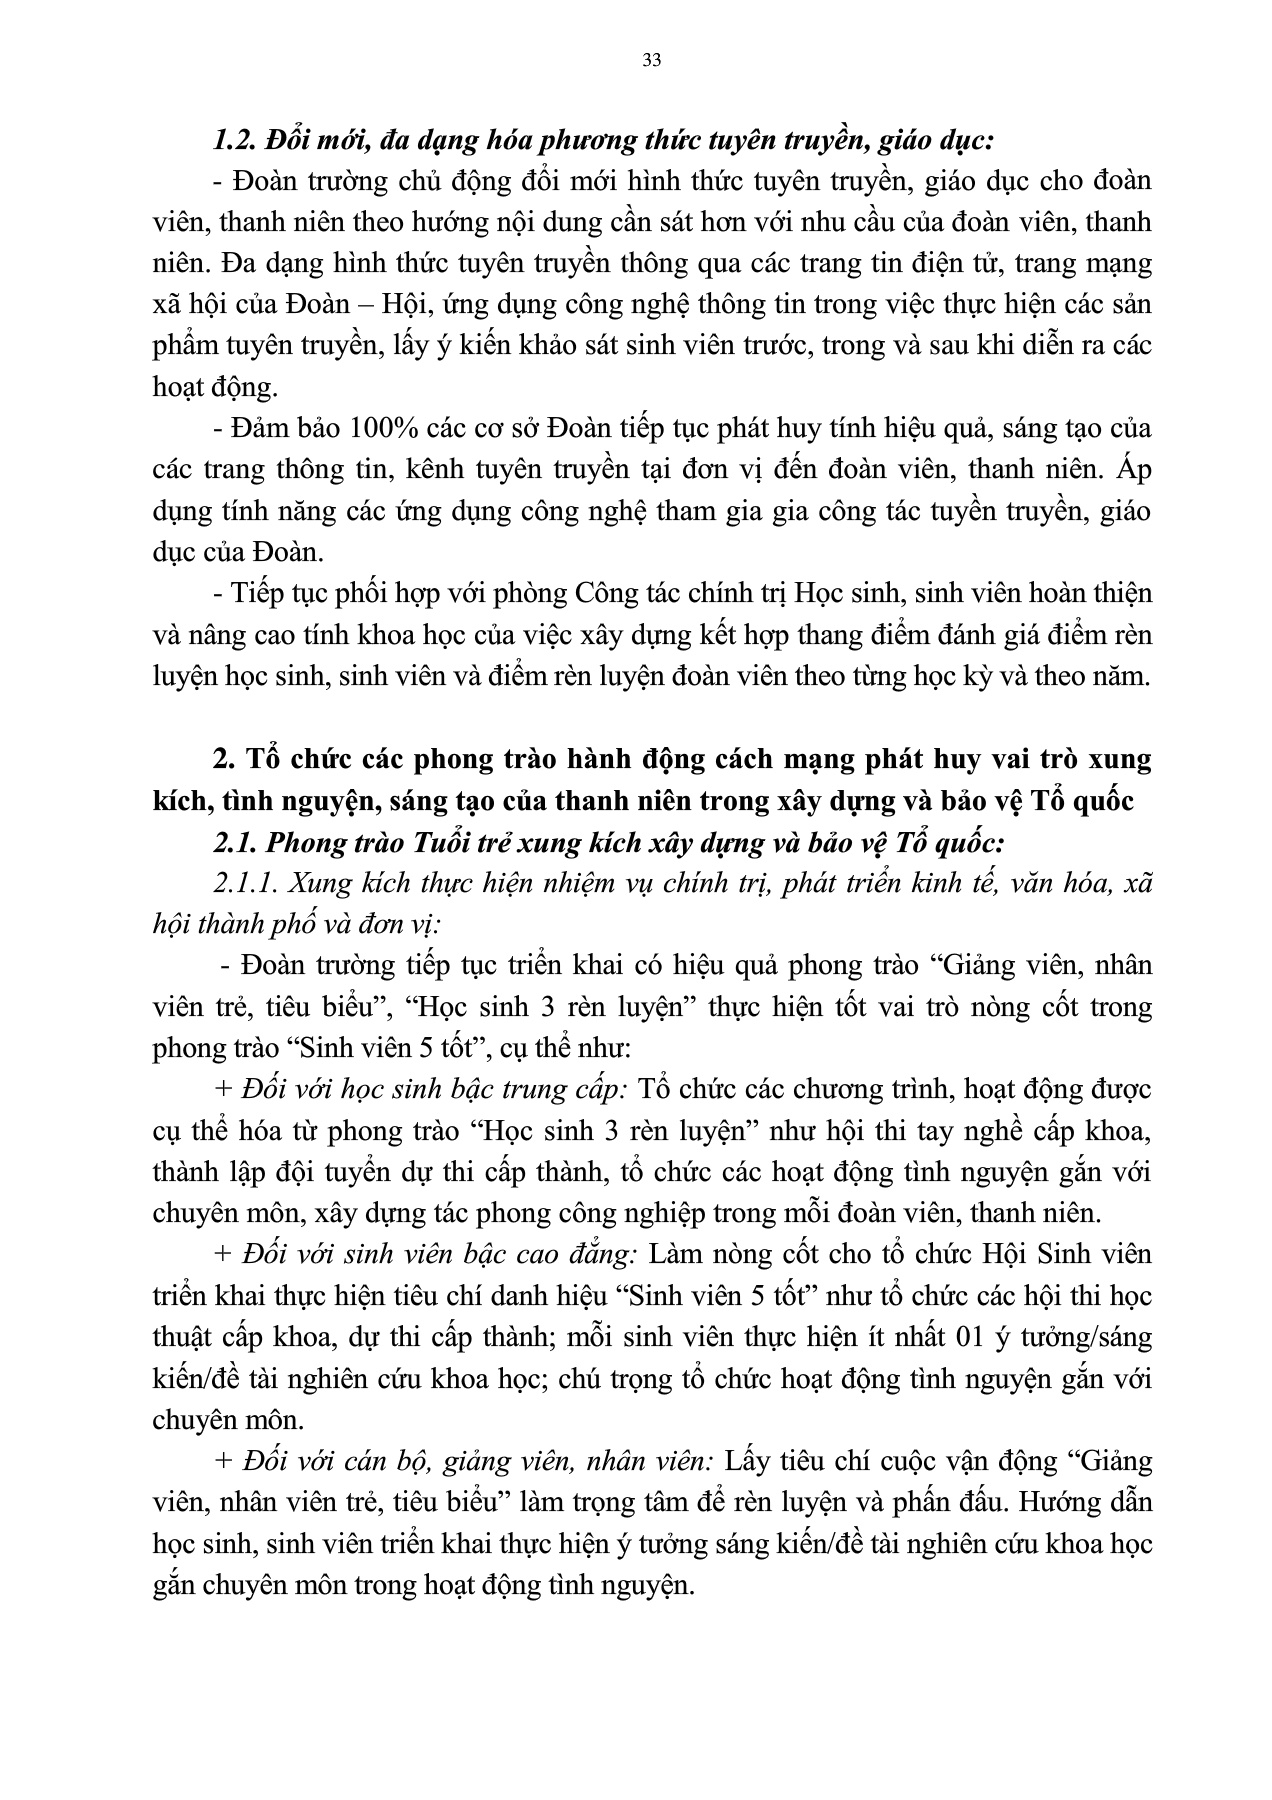 33
1.2. Đổi mới, đa dạng hóa phương thức tuyên truyền, giáo dục:
- Đoàn trường chủ động đổi mới hình thức tuyên truyền, giáo dục cho đoàn
viên, thanh niên theo hướng nội dung cần sát hơn với nhu cầu của đoàn viên, thanh
niên. Đa dạng hình thức tuyên truyền thông qua các trang tin điện tử, trang mạng
xã hội của Đoàn – Hội, ứng dụng công nghệ thông tin trong việc thực hiện các sản
phẩm tuyên truyền, lấy ý kiến khảo sát sinh viên trước, trong và sau khi diễn ra các
hoạt động.
- Đảm bảo 100% các cơ sở Đoàn tiếp tục phát huy tính hiệu quả, sáng tạo của
các trang thông tin, kênh tuyên truyền tại đơn vị đến đoàn viên, thanh niên. Áp
dụng tính năng các ứng dụng công nghệ tham gia gia công tác tuyền truyền, giáo
dục của Đoàn.
- Tiếp tục phối hợp với phòng Công tác chính trị Học sinh, sinh viên hoàn thiện
và nâng cao tính khoa học của việc xây dựng kết hợp thang điểm đánh giá điểm rèn
luyện học sinh, sinh viên và điểm rèn luyện đoàn viên theo từng học kỳ và theo năm.
2. Tổ chức các phong trào hành động cách mạng phát huy vai trò xung
kích, tình nguyện, sáng tạo của thanh niên trong xây dựng và bảo vệ Tổ quốc
2.1. Phong trào Tuổi trẻ xung kích xây dựng và bảo vệ Tổ quốc:
2.1.1. Xung kích thực hiện nhiệm vụ chính trị, phát triển kinh tế, văn hóa, xã
hội thành phố và đơn vị:
- Đoàn trường tiếp tục triển khai có hiệu quả phong trào “Giảng viên, nhân
viên trẻ, tiêu biểu”, “Học sinh 3 rèn luyện” thực hiện tốt vai trò nòng cốt trong
phong trào “Sinh viên 5 tốt”, cụ thể như:
+ Đối với học sinh bậc trung cấp: Tổ chức các chương trình, hoạt động được
cụ thể hóa từ phong trào “Học sinh 3 rèn luyện” như hội thi tay nghề cấp khoa,
thành lập đội tuyển dự thi cấp thành, tổ chức các hoạt động tình nguyện gắn với
chuyên môn, xây dựng tác phong công nghiệp trong mỗi đoàn viên, thanh niên.
+ Đối với sinh viên bậc cao đẳng: Làm nòng cốt cho tổ chức Hội Sinh viên
triển khai thực hiện tiêu chí danh hiệu “Sinh viên 5 tốt” như tổ chức các hội thi học
thuật cấp khoa, dự thi cấp thành; mỗi sinh viên thực hiện ít nhất 01 ý tưởng/sáng
kiến/đề tài nghiên cứu khoa học; chú trọng tổ chức hoạt động tình nguyện gắn với
chuyên môn.
+ Đối với cán bộ, giảng viên, nhân viên: Lấy tiêu chí cuộc vận động “Giảng
viên, nhân viên trẻ, tiêu biểu” làm trọng tâm để rèn luyện và phấn đấu. Hướng dẫn
học sinh, sinh viên triển khai thực hiện ý tưởng sáng kiến/đề tài nghiên cứu khoa học
gắn chuyên môn trong hoạt động tình nguyện.